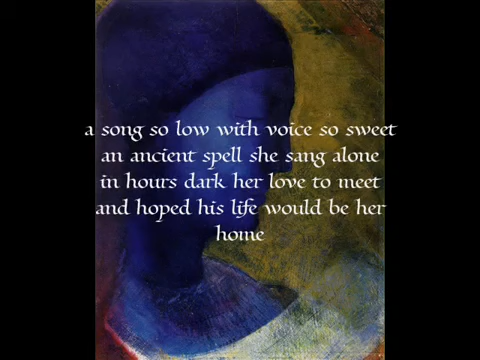 a song so low with voice so sweet
an ancient spell she sang alone
in hours dark her love to meet
and hoped his life would be her
home